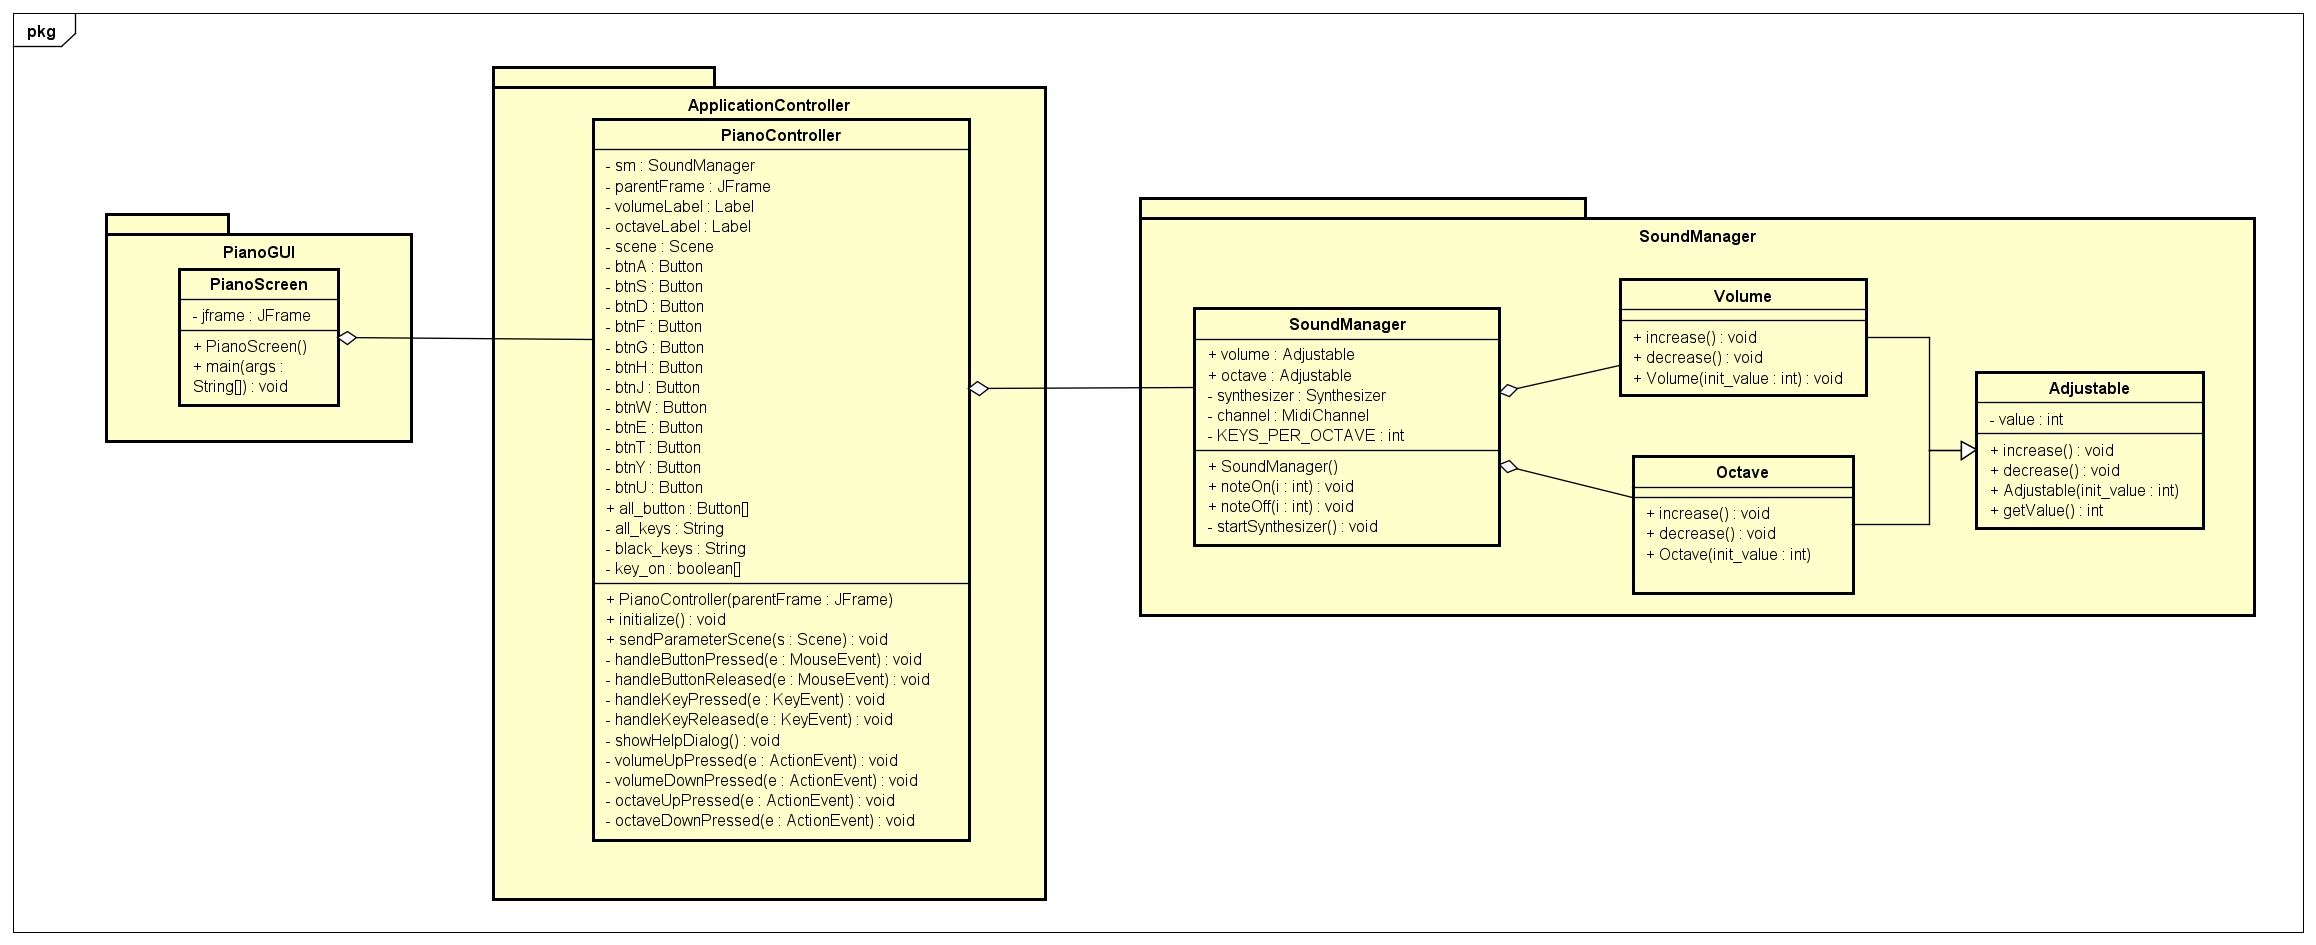 pkg
PianoGUI
PianoScreen
- jframe : JFrame
+ PianoScreen()
+ main(args :
String[]) : void
ApplicationController
PianoController
- sm : SoundManager
- parentFrame : JFrame
- volumeLabel : Label
- octaveLabel : Label
- scene : Scene
- btnA : Button
- btnS : Button
- btnD : Button
- btnF : Button
- btnG : Button
- btnH : Button
- btnJ : Button
- btnW : Button
- btnE : Button
- btnT : Button
- btnY : Button
- btnU : Button
+ all_button : Button[]
- all_keys : String
- black_keys : String
- key_on : boolean[]
+ PianoController(parentFrame : JFrame)
+ initialize() : void
+ sendParameterScene(s : Scene) : void
- handleButtonPressed(e : MouseEvent) : void
- handleButtonReleased(e : MouseEvent) : void
- handleKeyPressed(e : KeyEvent) : void
- handleKeyReleased(e : KeyEvent) : void
- showHelpDialog() : void
- volumeUpPressed(e : ActionEvent) : void
- volumeDownPressed(e : ActionEvent) : void
- octaveUpPressed(e : ActionEvent) : void
- octaveDownPressed(e : ActionEvent) : void
SoundManager
SoundManager
+ volume : Adjustable
+ octave : Adjustable
- synthesizer : Synthesizer
- channel : MidiChannel
- KEYS_PER_OCTAVE : int
+ SoundManager()
+ noteOn(i : int) : void
+ noteOff(i : int) : void
- startSynthesizer() : void
Volume
+ increase() : void
+ decrease() : void
+ Volume(init_value : int) : void
Octave
+ increase() : void
+ decrease() : void
+ Octave(init_value : int)
Adjustable
- value : int
+ increase() : void
+ decrease() : void
+ Adjustable(init_value : int)
+ getValue() : int